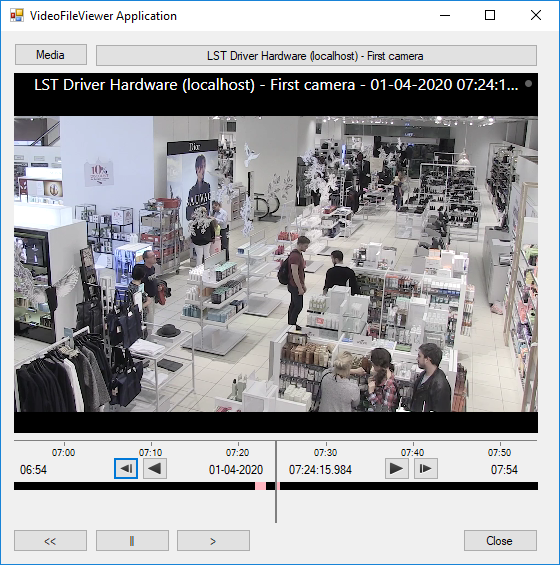 VideoFileViewer Application
Media
LST Driver Hardware (localhost) - First camera
LST Driver Hardware (localhost) - First camera - 01-04-2020 07:24:1...
Dior
10%
07:00 07:10 07:20 07:30 07:40 07:50
06:54 01-04-2020 07:24:15.984 07:54
<< > Close